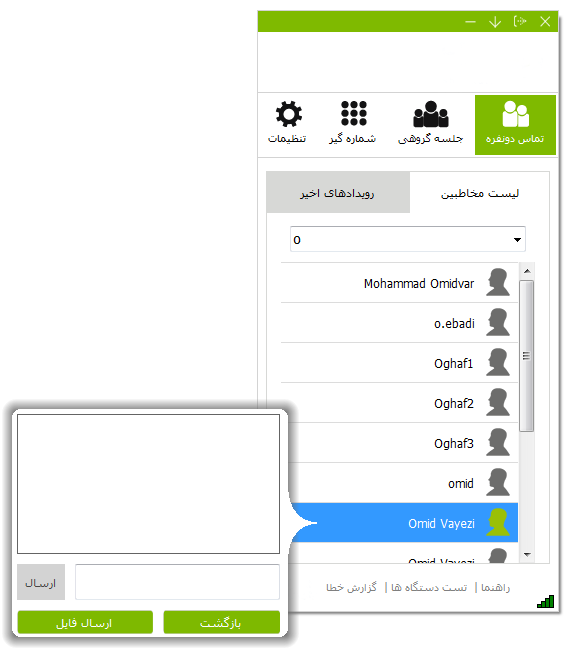 تماس دونفره جلسه گروهی شماره گیر تنظیمات
لیست مخاطبین رویدادهای اخیر
o
Mohammad Omidvar
o.ebadi
Oghaf1
Oghaf2
Oghaf3
omid
Omid Vayezi
Omid Vayezi
راهنما | تست دستگاه ها | گزارش خطا
ارسال
بازگشت ارسال فایل